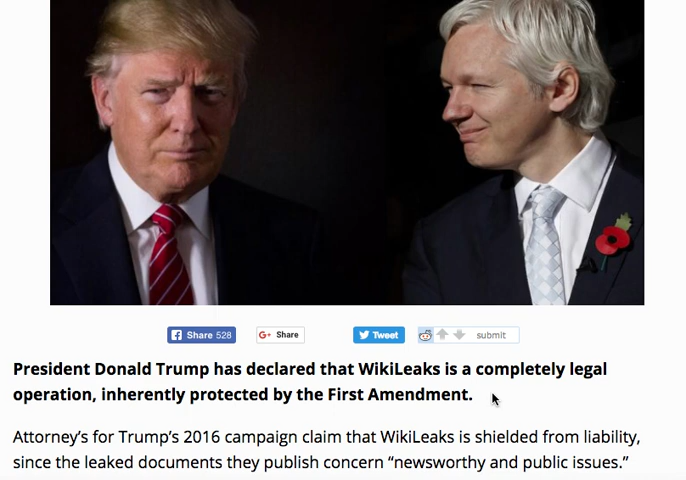 Share 528
G+ Share
Tweet
submit
President Donald Trump has declared that WikiLeaks is a completely legal
operation, inherently protected by the First Amendment.
Attorney’s for Trump’s 2016 campaign claim that WikiLeaks is shielded from liability,
since the leaked documents they publish concern “newsworthy and public issues.”